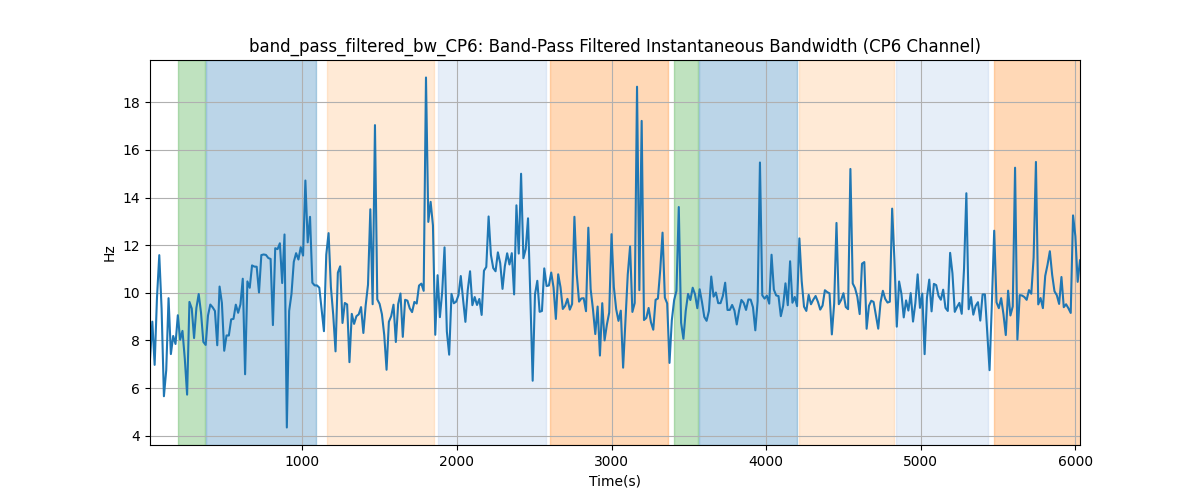 band_pass_filtered_bw_CP6: Band-Pass Filtered Instantaneous Bandwidth (CP6 Channel)
18
16
14
12
10
8
6
4
Hz
1000 2000 3000 4000 5000 6000
Time(s)